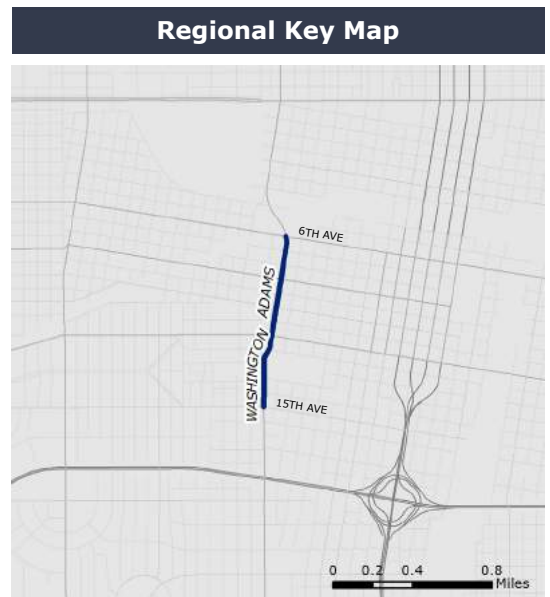 Regional Key Map
6TH AVE
WASHINGTON ADAMS
15TH AVE
0 0.2 0.4 0.8
Miles